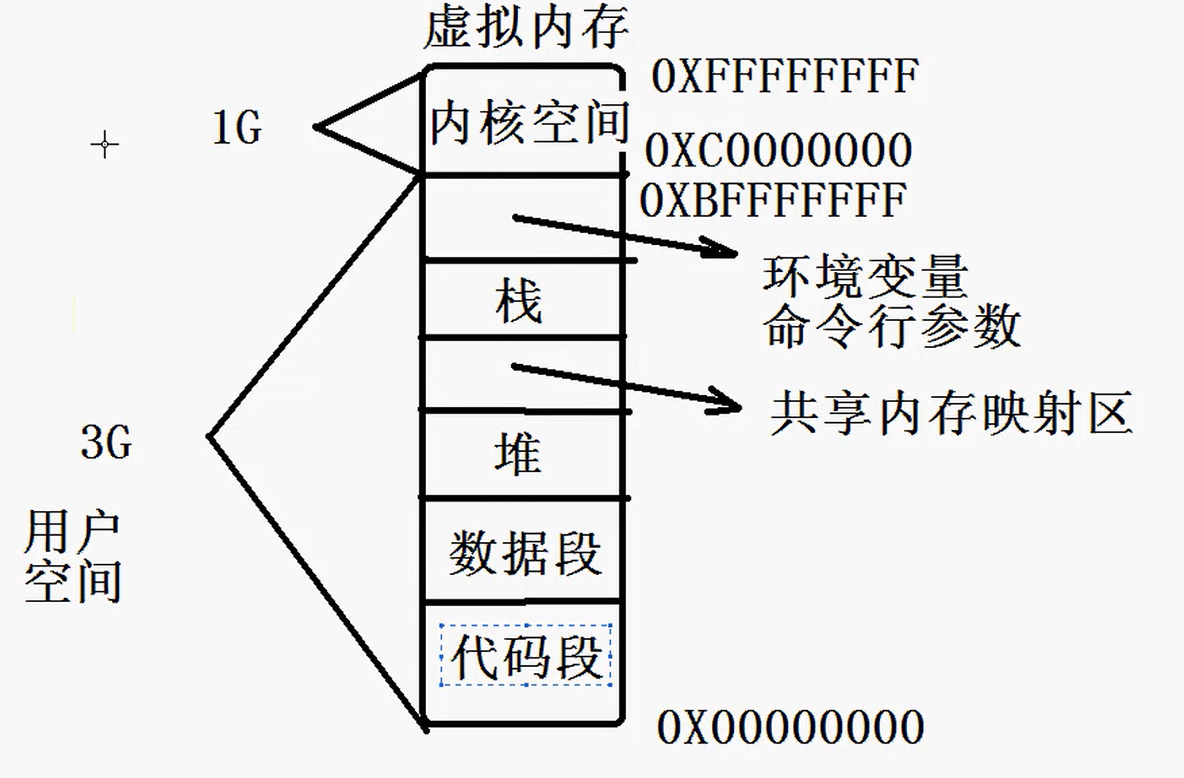 虚拟内存
0XFFFFFFFF
1G
内核空间
0XC0000000
0XBFFFFFFF
环境变量
命令行参数
栈
共享内存映射区
3G
堆
用户
空间
数据段
代码段
0X00000000